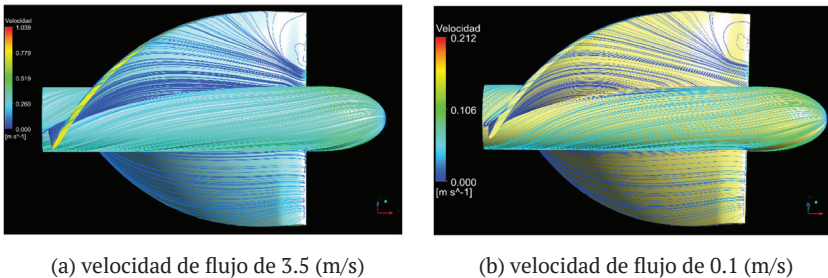 Velocidad
1.039
0.779
0.519
0.260
0.000
[m s^-1]
Velocidad
0.212
0.106
0.000
[m s^-1]
(a) velocidad de flujo de 3.5 (m/s)
(b) velocidad de flujo de 0.1 (m/s)